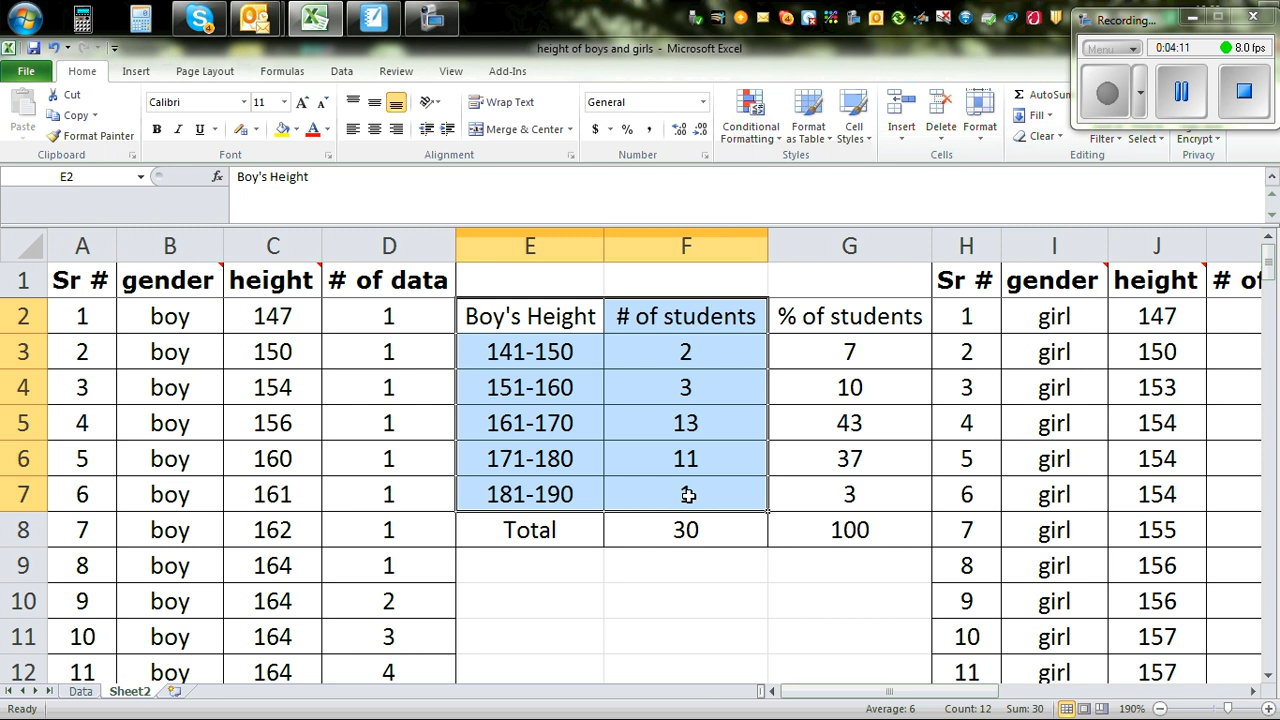 Recording...
Menu
0:04:11
8.0 fps
height of boys and girls - Microsoft Excel
File Home Insert Page Layout Formulas Data Review View Add-Ins
Paste
Cut
Copy
Format Painter
Clipboard
Calibri 11
B I U
Font
Wrap Text
Merge & Center
Alignment
General
$ % ,
Number
Conditional Formatting
Format as Table
Cell Styles
Styles
Insert Delete Format
Cells
AutoSum
Fill
Clear
Filter Select
Editing
Encrypt
Privacy
E2 fx Boy's Height
A B C D E F G H I J
1 Sr # gender height # of data Sr # gender height # of
2 1 boy 147 1 Boy's Height # of students % of students 1 girl 147
3 2 boy 150 1 141-150 2 7 2 girl 150
4 3 boy 154 1 151-160 3 10 3 girl 153
5 4 boy 156 1 161-170 13 43 4 girl 154
6 5 boy 160 1 171-180 11 37 5 girl 154
7 6 boy 161 1 181-190 3 6 girl 154
8 7 boy 162 1 Total 30 100 7 girl 155
9 8 boy 164 1 8 girl 156
10 9 boy 164 2 9 girl 156
11 10 boy 164 3 10 girl 157
12 11 boy 164 4 11 girl 157
Data Sheet2
Ready Average: 6 Count: 12 Sum: 30 190%